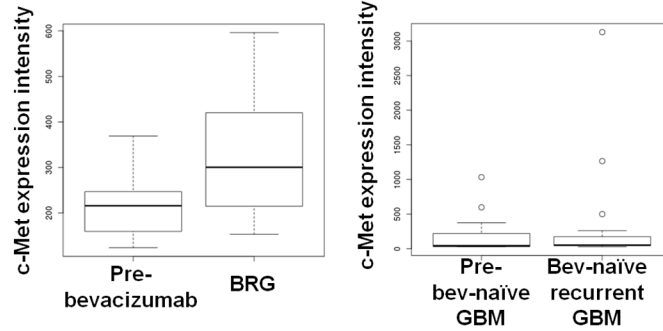 c-Met expression intensity
600
500
400
300
200
Pre-
bevacizumab
BRG
c-Met expression intensity
3000
2500
2000
1500
1000
500
0
Pre-
bev-naïve
GBM
Bev-naïve
recurrent
GBM